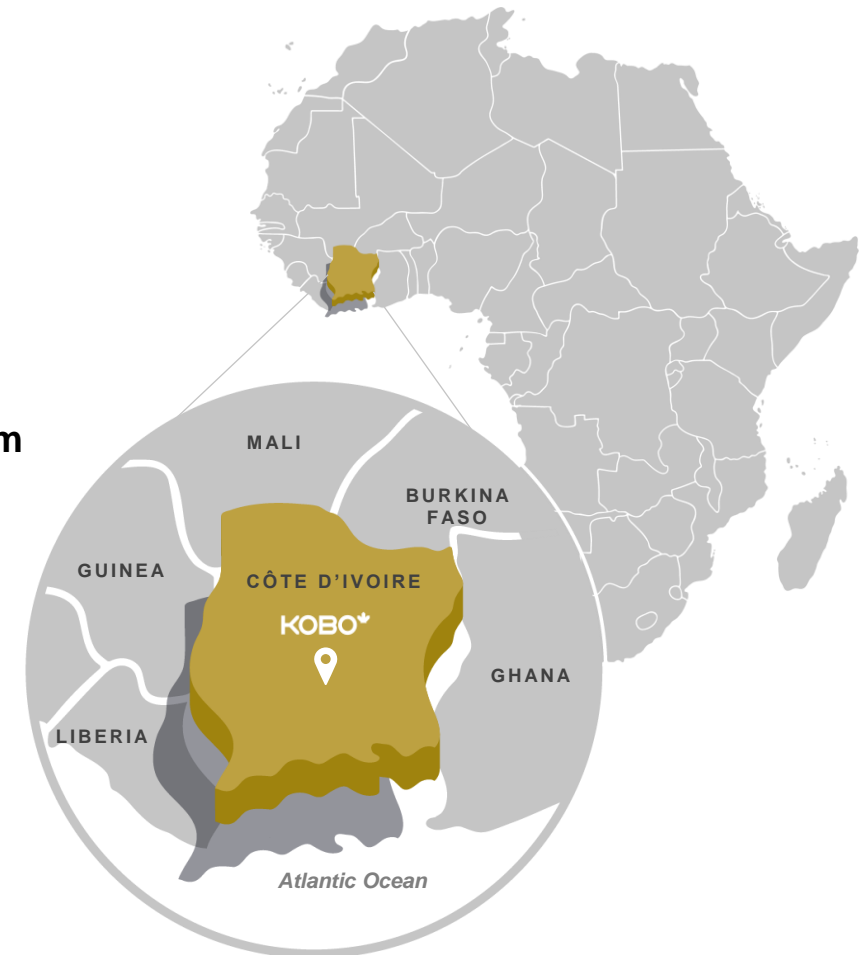 m
MALI
BURKINA
FASO
GUINEA
CÔTE D’IVOIRE
KOBO
GHANA
LIBERIA
Atlantic Ocean